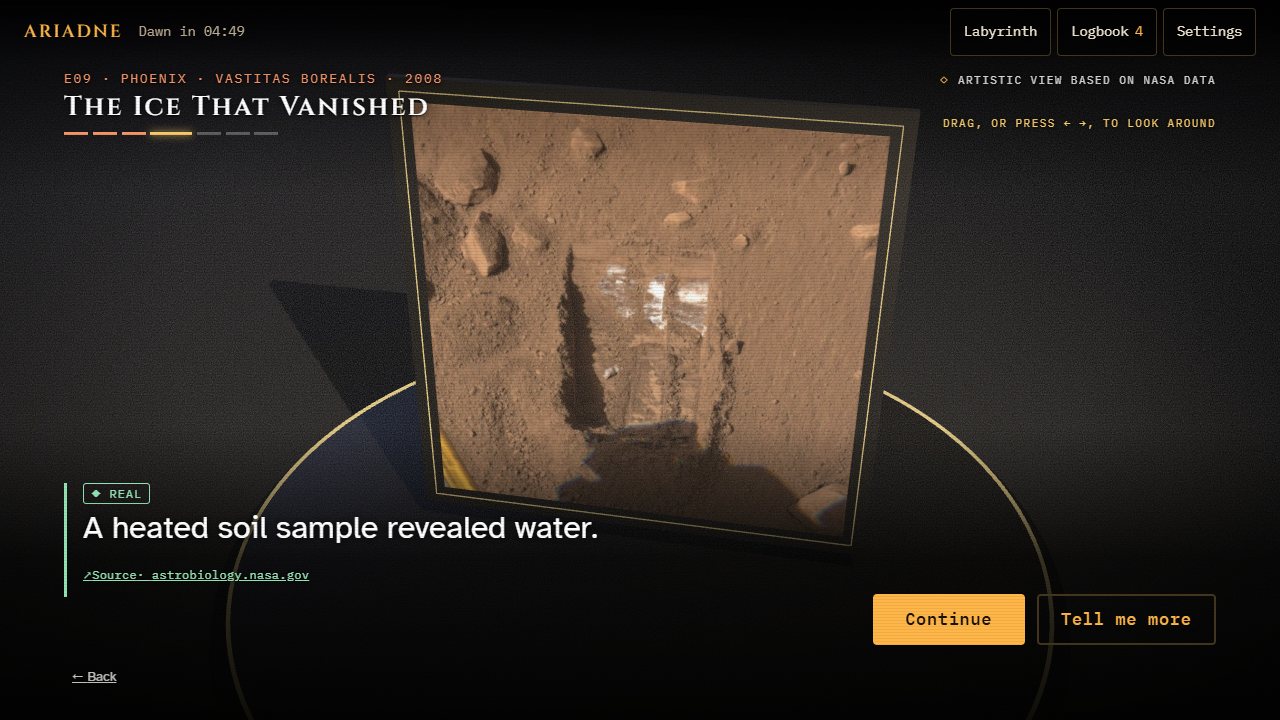 ARIADNE Dawn in 04:49 Labyrinth Logbook 4 Settings
E09 · PHOENIX · VASTITAS BOREALIS · 2008
THE ICE THAT VANISHED
◇ ARTISTIC VIEW BASED ON NASA DATA
DRAG, OR PRESS ← →, TO LOOK AROUND
◆ REAL
A heated soil sample revealed water.
↗Source· astrobiology.nasa.gov
Continue Tell me more
← Back